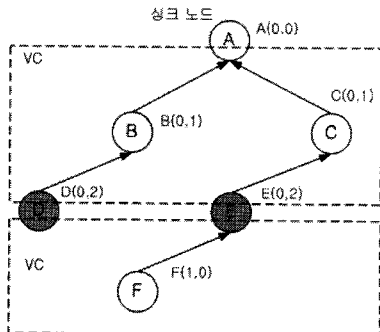 싱크 노드
A
A(0.0)
VC
C(0,1)
B
B(0,1)
C
D
D(0,2)
E
E(0,2)
VC
F
F(1,0)